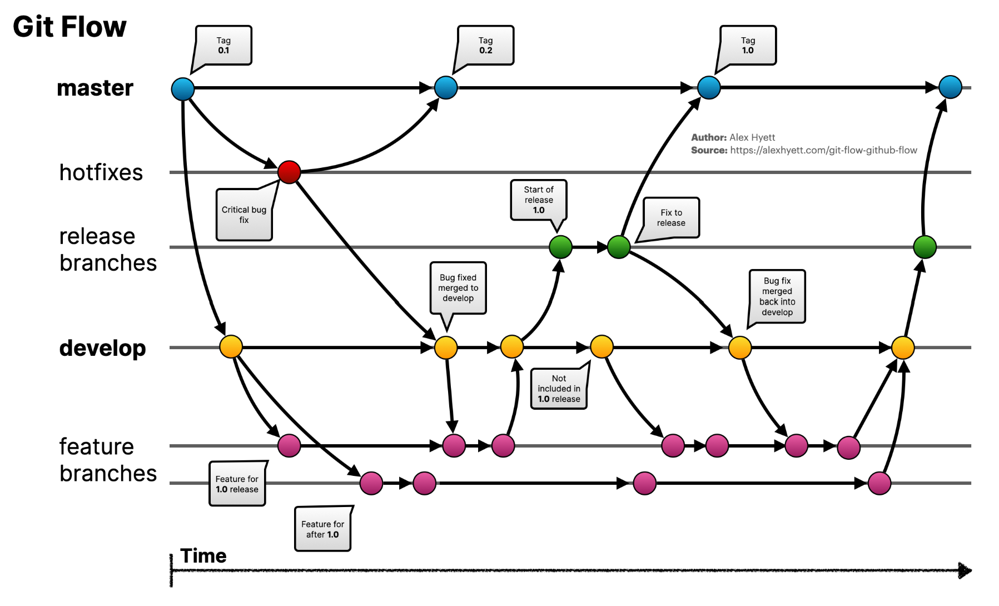 Git Flow
Tag
0.1
Tag
0.2
Tag
1.0
master
Author: Alex Hyett
Source: https://alexhyett.com/git-flow-github-flow
hotfixes
Start of
release
1.0
Critical bug
fix
Fix to
release
release
branches
Bug fixed
merged to
develop
Bug fix
merged
back into
develop
develop
Not
included in
1.0 release
feature
branches
Feature for
1.0 release
Feature for
after 1.0
Time